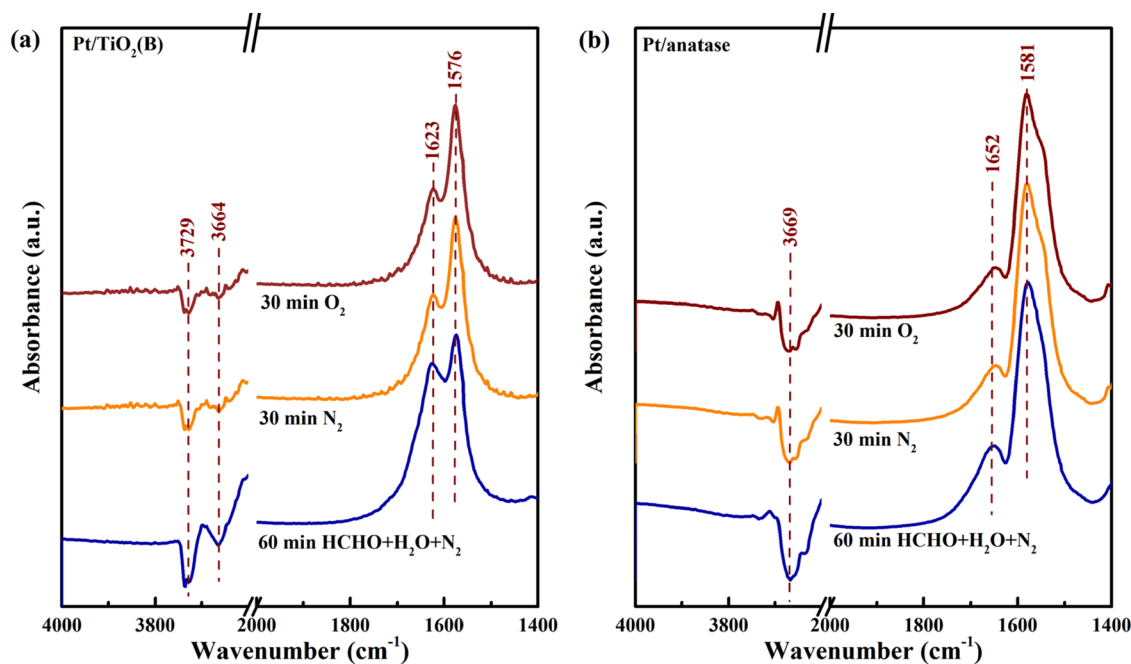 (a)
Pt/TiO₂(B)
1576
1623
3729
3664
30 min O₂
30 min N₂
60 min HCHO+H₂O+N₂
Absorbance (a.u.)
4000 3800 2000 1800 1600 1400
Wavenumber (cm⁻¹)
(b)
Pt/anatase
1581
1652
3669
30 min O₂
30 min N₂
60 min HCHO+H₂O+N₂
Absorbance (a.u.)
4000 3800 2000 1800 1600 1400
Wavenumber (cm⁻¹)